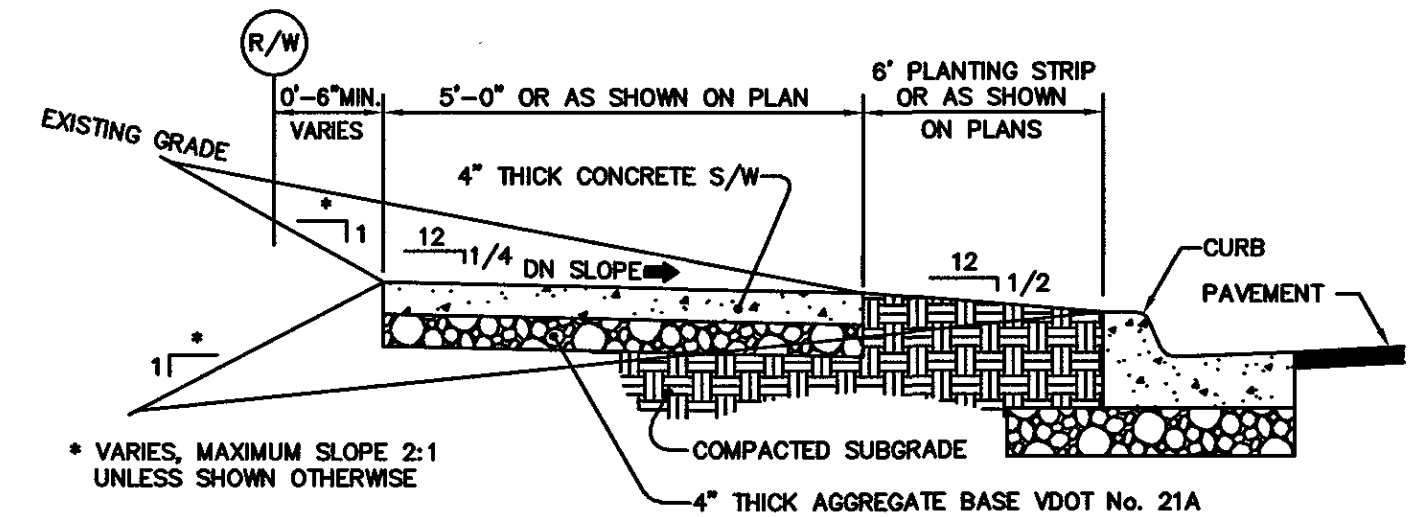 R/W
0'-6"MIN.
VARIES
5'-0" OR AS SHOWN ON PLAN
6' PLANTING STRIP
OR AS SHOWN
ON PLANS
EXISTING GRADE
4" THICK CONCRETE S/W
*
1
12
1/4
DN SLOPE
12
1/2
CURB
PAVEMENT
*
1
* VARIES, MAXIMUM SLOPE 2:1
UNLESS SHOWN OTHERWISE
COMPACTED SUBGRADE
4" THICK AGGREGATE BASE VDOT No. 21A